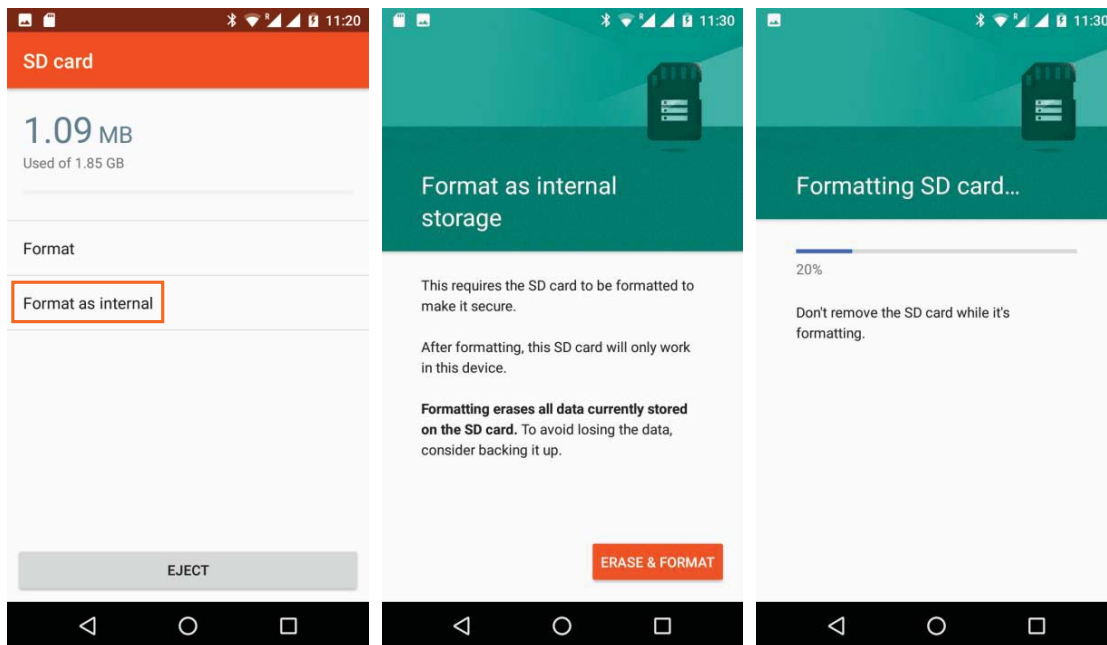 11:20
SD card
1.09 MB
Used of 1.85 GB
Format
Format as internal
EJECT
R
11:30
Format as internal
storage
This requires the SD card to be formatted to
make it secure.
After formatting, this SD card will only work
in this device.
Formatting erases all data currently stored
on the SD card. To avoid losing the data,
consider backing it up.
ERASE & FORMAT
R
11:30
Formatting SD card...
20%
Don't remove the SD card while it's
formatting.